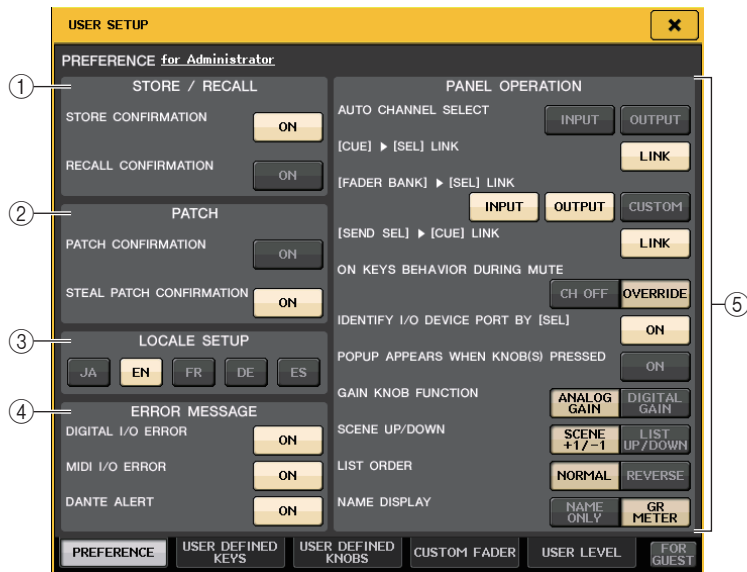 USER SETUP
PREFERENCE for Administrator
① STORE / RECALL
STORE CONFIRMATION ON
RECALL CONFIRMATION ON
② PATCH
PATCH CONFIRMATION ON
STEAL PATCH CONFIRMATION ON
③ LOCALE SETUP
JA EN FR DE ES
④ ERROR MESSAGE
DIGITAL I/O ERROR ON
MIDI I/O ERROR ON
DANTE ALERT ON
PANEL OPERATION
AUTO CHANNEL SELECT INPUT OUTPUT
[CUE] ▶ [SEL] LINK LINK
[FADER BANK] ▶ [SEL] LINK
INPUT OUTPUT CUSTOM
[SEND SEL] ▶ [CUE] LINK LINK
ON KEYS BEHAVIOR DURING MUTE
CH OFF OVERRIDE
⑤
IDENTIFY I/O DEVICE PORT BY [SEL] ON
POPUP APPEARS WHEN KNOB(S) PRESSED ON
GAIN KNOB FUNCTION ANALOG GAIN DIGITAL GAIN
SCENE UP/DOWN SCENE +1/-1 LIST UP/DOWN
LIST ORDER NORMAL REVERSE
NAME DISPLAY NAME ONLY GR METER
PREFERENCE USER DEFINED KEYS USER DEFINED KNOBS CUSTOM FADER USER LEVEL FOR GUEST